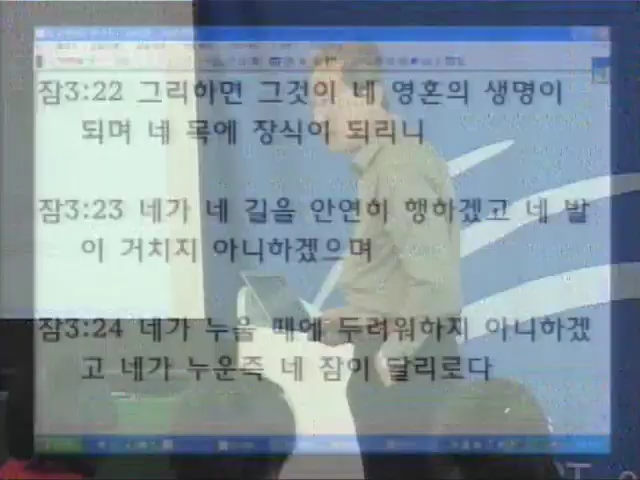 잠3:22 그리하면 그것이 네 영혼의 생명이
되며 네 목에 장식이 되리니
잠3:23 네가 네 길을 안연히 행하겠고 네 발
이 거치지 아니하겠으며
잠3:24 네가 누울 때에 두려워하지 아니하겠
고 네가 누운즉 네 잠이 달리로다